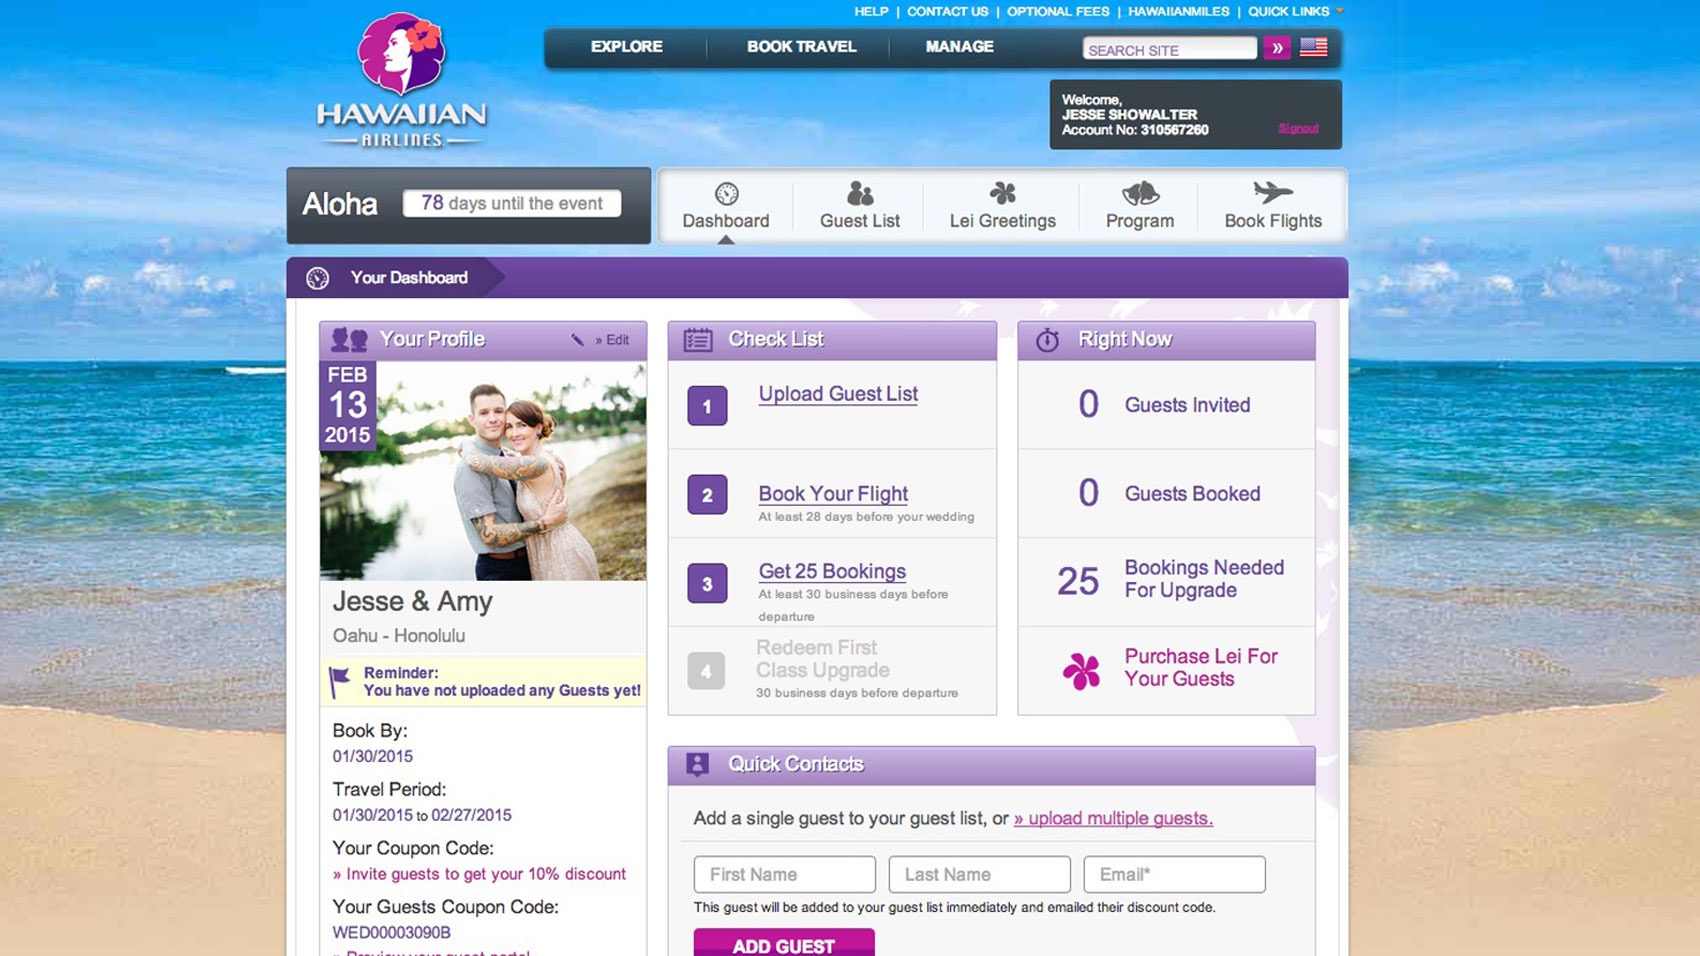 HELP | CONTACT US | OPTIONAL FEES | HAWAIIANMILES | QUICK LINKS
HAWAIIAN
AIRLINES
EXPLORE
BOOK TRAVEL
MANAGE
SEARCH SITE
»
Welcome,
JESSE SHOWALTER
Account No: 310567260
Signout
Aloha
78 days until the event
Dashboard
Guest List
Lei Greetings
Program
Book Flights
Your Dashboard
Your Profile
» Edit
FEB
13
2015
Jesse & Amy
Oahu - Honolulu
Reminder:
You have not uploaded any Guests yet!
Book By:
01/30/2015
Travel Period:
01/30/2015 to 02/27/2015
Your Coupon Code:
» Invite guests to get your 10% discount
Your Guests Coupon Code:
WED00003090B
» Preview your guest portal
Check List
1
Upload Guest List
2
Book Your Flight
At least 28 days before your wedding
3
Get 25 Bookings
At least 30 business days before
departure
4
Redeem First
Class Upgrade
30 business days before departure
Right Now
0 Guests Invited
0 Guests Booked
25 Bookings Needed
For Upgrade
Purchase Lei For
Your Guests
Quick Contacts
Add a single guest to your guest list, or » upload multiple guests.
First Name
Last Name
Email*
This guest will be added to your guest list immediately and emailed their discount code.
ADD GUEST